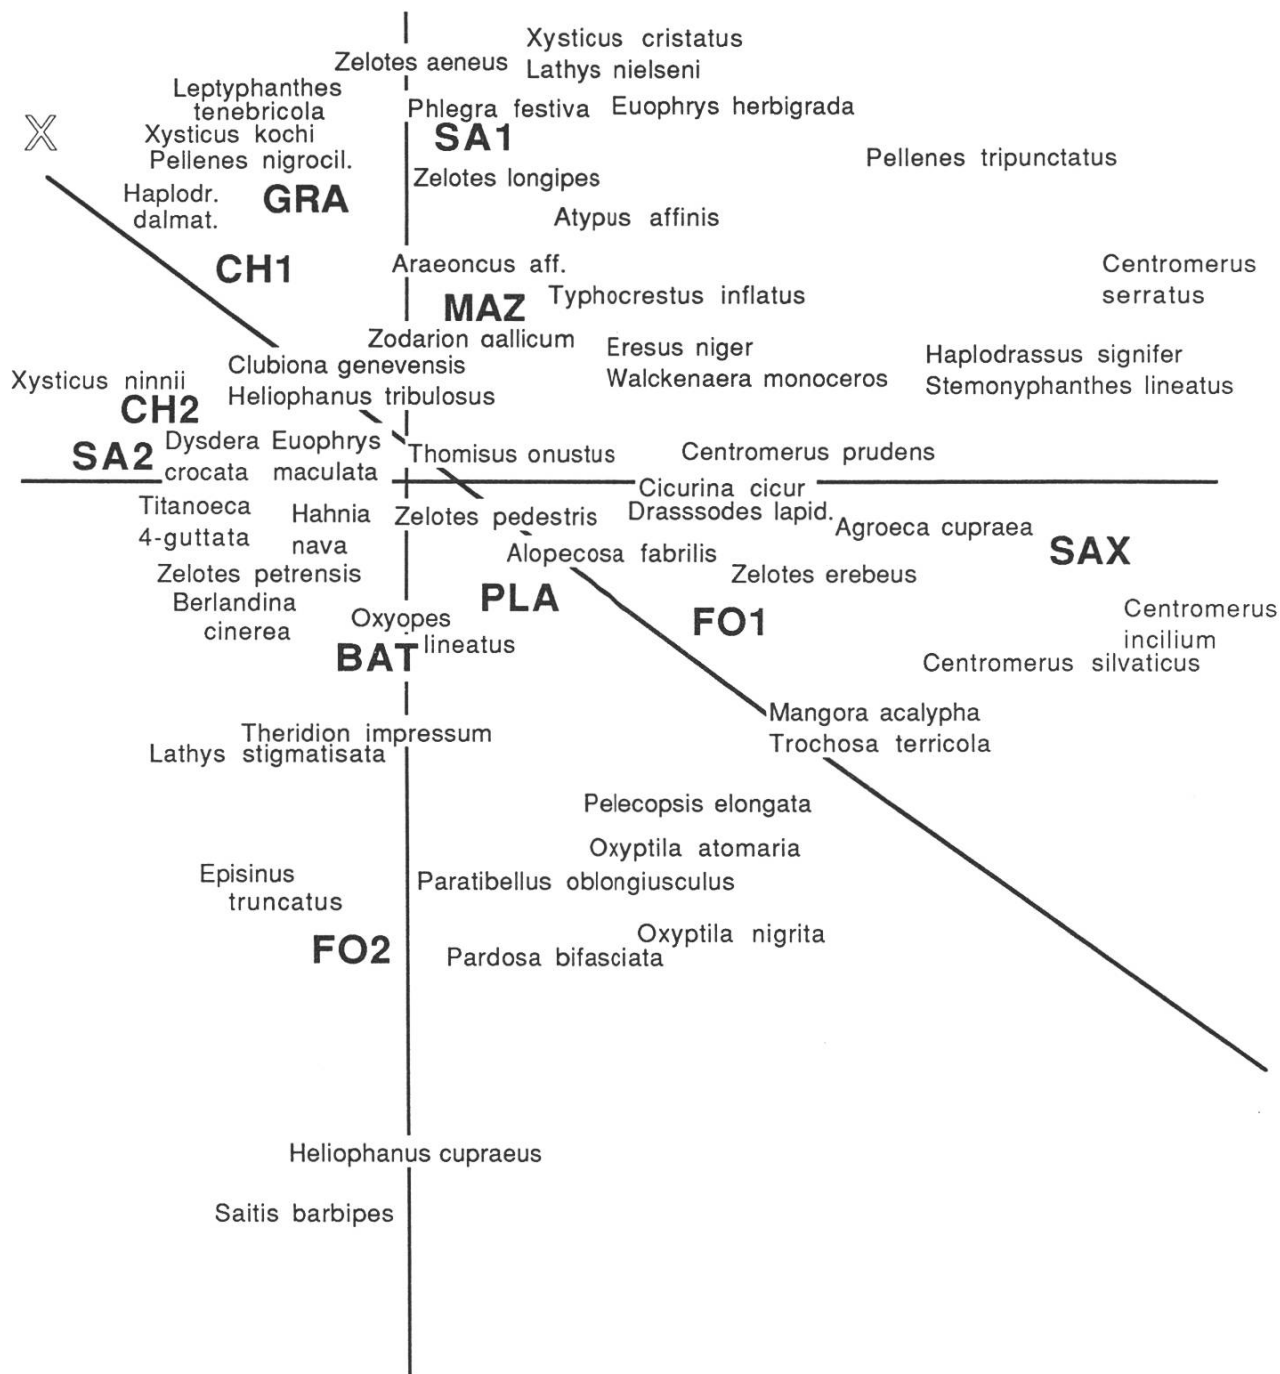 Xysticus cristatus
Zelotes aeneus
Lathys nielseni
Leptyphanthes
tenebricola
Phlegra festiva
Euophrys herbigrada
X
Xysticus kochi
SA1
Pellenes nigrocil.
Pellenes tripunctatus
Zelotes longipes
Haplodr.
dalmat.
GRA
Atypus affinis
CH1
Araeoncus aff.
Centromerus
serratus
MAZ
Typhocrestus inflatus
Zodarion gallicum
Eresus niger
Walckenaera monoceros
Haplodrassus signifer
Stemonyphanthes lineatus
Clubiona genevensis
Heliophanus tribulosus
Xysticus ninnii
CH2
SA2
Dysdera
crocata
Euophrys
maculata
Thomisus onustus
Centromerus prudens
Cicurina cicur
Drasssodes lapid.
Titanoeca
4-guttata
Hahnia
nava
Zelotes pedestris
Agroeca cupraea
SAX
Alopecosa fabrilis
Zelotes petrensis
Zelotes erebeus
Berlandina
cinerea
PLA
FO1
Oxyopes
lineatus
BAT
Centromerus
incilium
Centromerus silvaticus
Mangora acalypha
Trochosa terricola
Theridion impressum
Lathys stigmatisata
Pelecopsis elongata
Oxyptila atomaria
Episinus
truncatus
Paratibellus oblongiusculus
FO2
Oxyptila nigrita
Pardosa bifasciata
Heliophanus cupraeus
Saitis barbipes